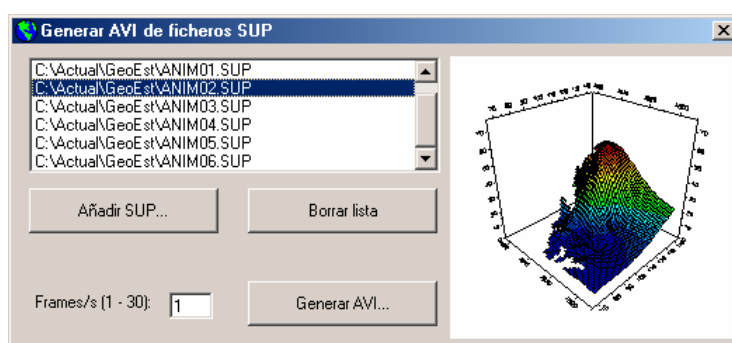 Generar AVI de ficheros SUP
C:\Actual\GeoEst\ANIM01.SUP
C:\Actual\GeoEst\ANIM02.SUP
C:\Actual\GeoEst\ANIM03.SUP
C:\Actual\GeoEst\ANIM04.SUP
C:\Actual\GeoEst\ANIM05.SUP
C:\Actual\GeoEst\ANIM06.SUP
Añadir SUP...
Borrar lista
Frames/s (1 - 30):
1
Generar AVI...